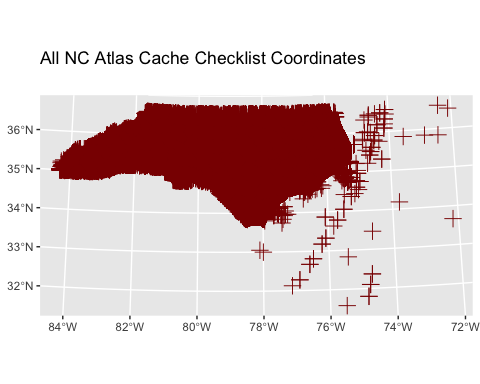 All NC Atlas Cache Checklist Coordinates
36°N
35°N
34°N
33°N
32°N
84°W 82°W 80°W 78°W 76°W 74°W 72°W